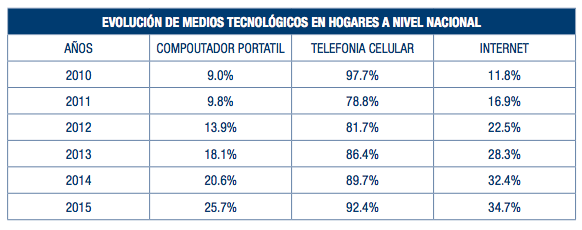 EVOLUCIÓN DE MEDIOS TECNOLÓGICOS EN HOGARES A NIVEL NACIONAL
AÑOS COMPOUTADOR PORTATIL TELEFONIA CELULAR INTERNET
2010 9.0% 97.7% 11.8%
2011 9.8% 78.8% 16.9%
2012 13.9% 81.7% 22.5%
2013 18.1% 86.4% 28.3%
2014 20.6% 89.7% 32.4%
2015 25.7% 92.4% 34.7%